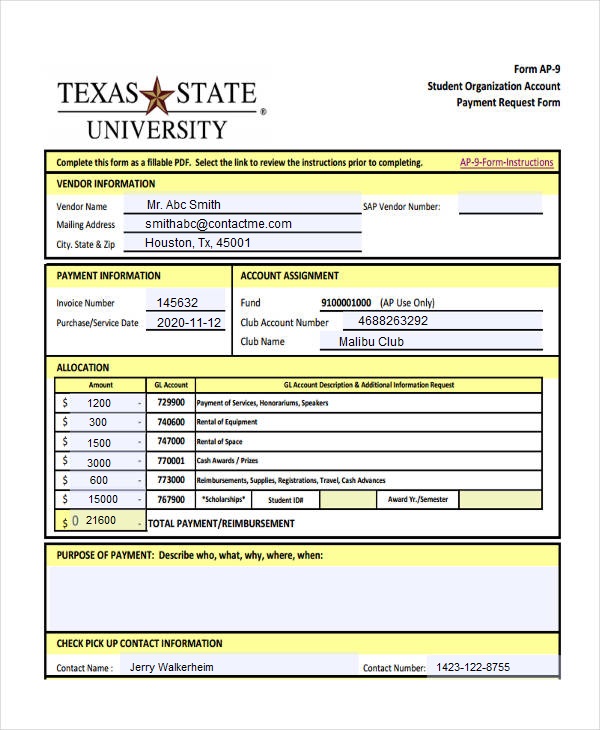 Form AP-9
Student Organization Account
Payment Request Form
TEXAS STATE
UNIVERSITY ®
Complete this form as a fillable PDF. Select the link to review the instructions prior to completing. AP-9-Form-Instructions
VENDOR INFORMATION
Vendor Name Mr. Abc Smith SAP Vendor Number:
Mailing Address smithabc@contactme.com
City. State & Zip Houston, Tx, 45001
PAYMENT INFORMATION ACCOUNT ASSIGNMENT
Invoice Number 145632 Fund 9100001000 (AP Use Only)
Purchase/Service Date 2020-11-12 Club Account Number 4688263292
Club Name Malibu Club
ALLOCATION
Amount GL Account GL Account Description & Additional Information Request
$ 1200 - 729900 Payment of Services, Honorariums, Speakers
$ 300 - 740600 Rental of Equipment
$ 1500 - 747000 Rental of Space
$ 3000 - 770001 Cash Awards / Prizes
$ 600 - 773000 Reimbursements, Supplies, Registrations, Travel, Cash Advances
$ 15000 - 767900 *Scholarships* Student ID# Award Yr./Semester
$ 0 21600 - TOTAL PAYMENT/REIMBURSEMENT
PURPOSE OF PAYMENT: Describe who, what, why, where, when:
CHECK PICK UP CONTACT INFORMATION
Contact Name : Jerry Walkerheim Contact Number: 1423-122-8755